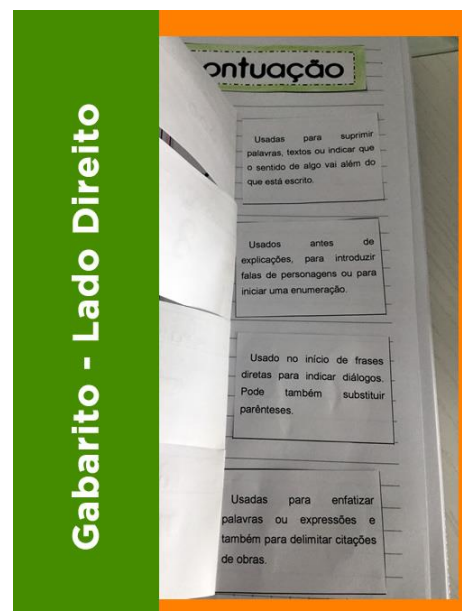 Gabarito - Lado Direito
ontuação
Usadas para suprimir
palavras, textos ou indicar que
o sentido de algo vai além do
que está escrito.
Usados antes de
explicações, para introduzir
falas de personagens ou para
iniciar uma enumeração.
Usado no início de frases
diretas para indicar diálogos.
Pode também substituir
parênteses.
Usadas para enfatizar
palavras ou expressões e
também para delimitar citações
de obras.